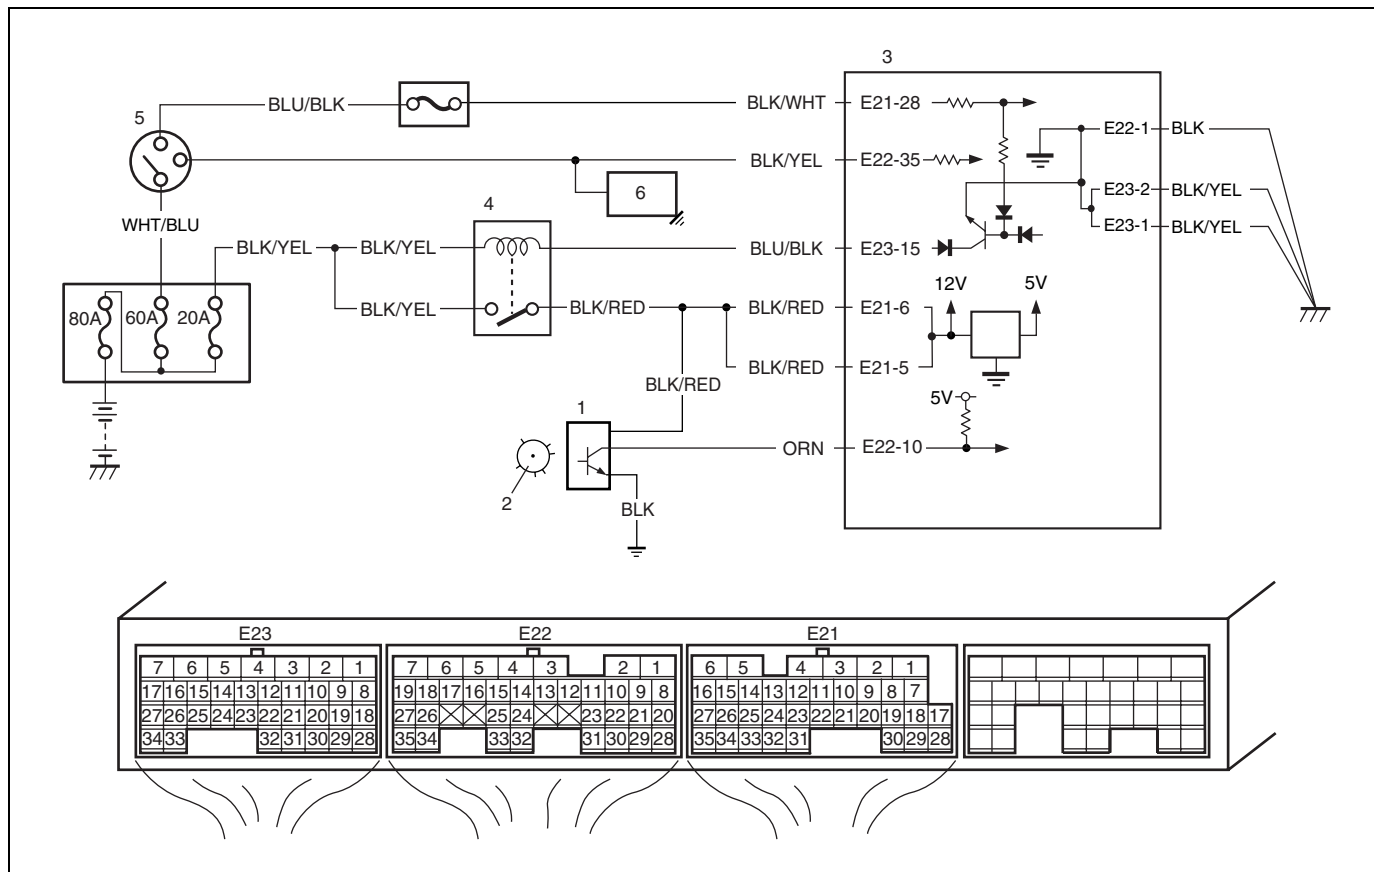 3
5 BLU/BLK BLK/WHT E21-28
E22-1 BLK
BLK/YEL E22-35
6
4
E23-2 BLK/YEL
WHT/BLU
E23-1 BLK/YEL
BLK/YEL BLK/YEL BLU/BLK E23-15
12V 5V
BLK/YEL BLK/RED BLK/RED E21-6
80A 60A 20A
BLK/RED E21-5
BLK/RED
5V
1
ORN E22-10
2
BLK
E23 E22 E21
7 6 5 4 3 2 1 7 6 5 4 3 2 1 6 5 4 3 2 1
17 16 15 14 13 12 11 10 9 8 19 18 17 16 15 14 13 12 11 10 9 8 16 15 14 13 12 11 10 9 8 7
27 26 25 24 23 22 21 20 19 18 27 26 25 24 23 22 21 20 27 26 25 24 23 22 21 20 19 18 17
34 33 32 31 30 29 28 35 34 33 32 31 30 29 28 35 34 33 32 31 30 29 28